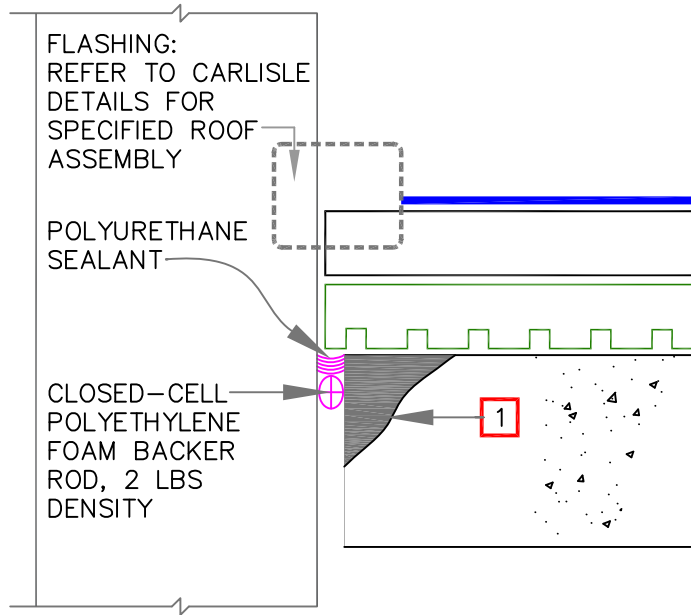 FLASHING:
REFER TO CARLISLE
DETAILS FOR
SPECIFIED ROOF
ASSEMBLY
POLYURETHANE
SEALANT
CLOSED–CELL
POLYETHYLENE
FOAM BACKER
ROD, 2 LBS
DENSITY
1